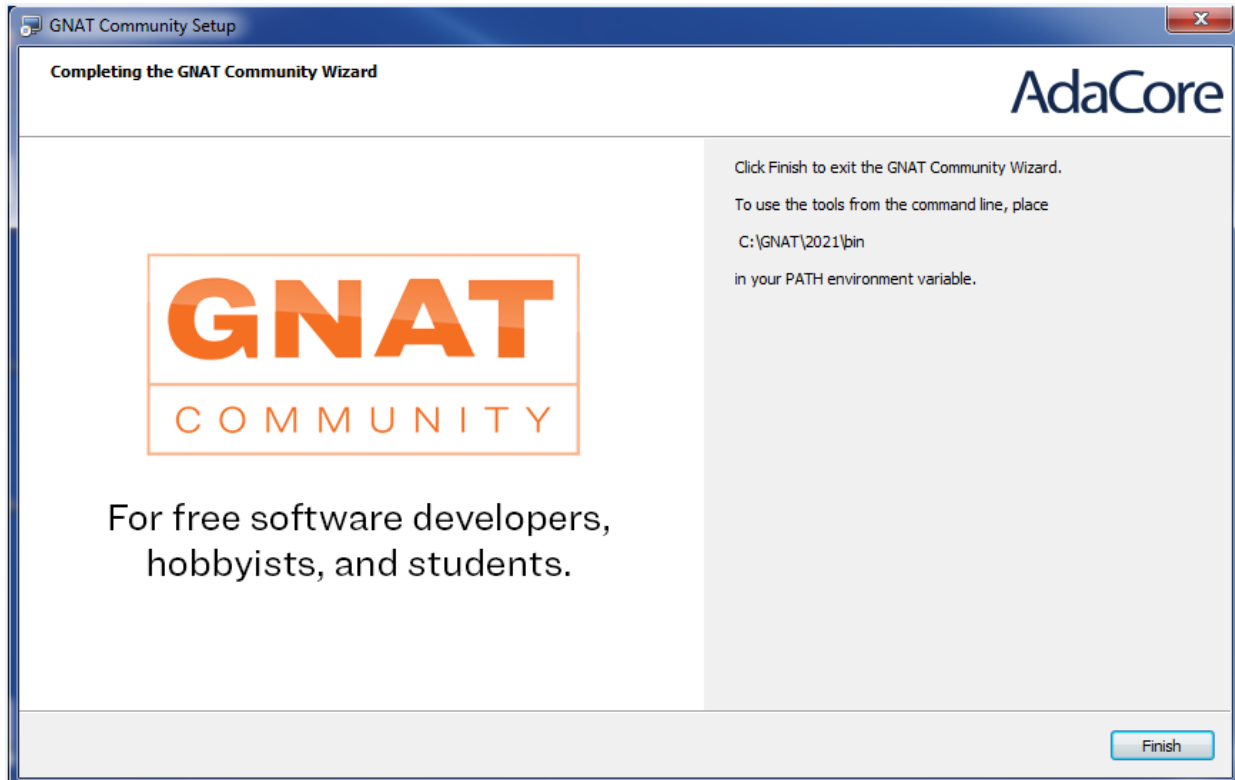 GNAT Community Setup
Completing the GNAT Community Wizard
AdaCore
Click Finish to exit the GNAT Community Wizard.
To use the tools from the command line, place
C:\GNAT\2021\bin
in your PATH environment variable.
GNAT
COMMUNITY
For free software developers,
hobbyists, and students.
Finish